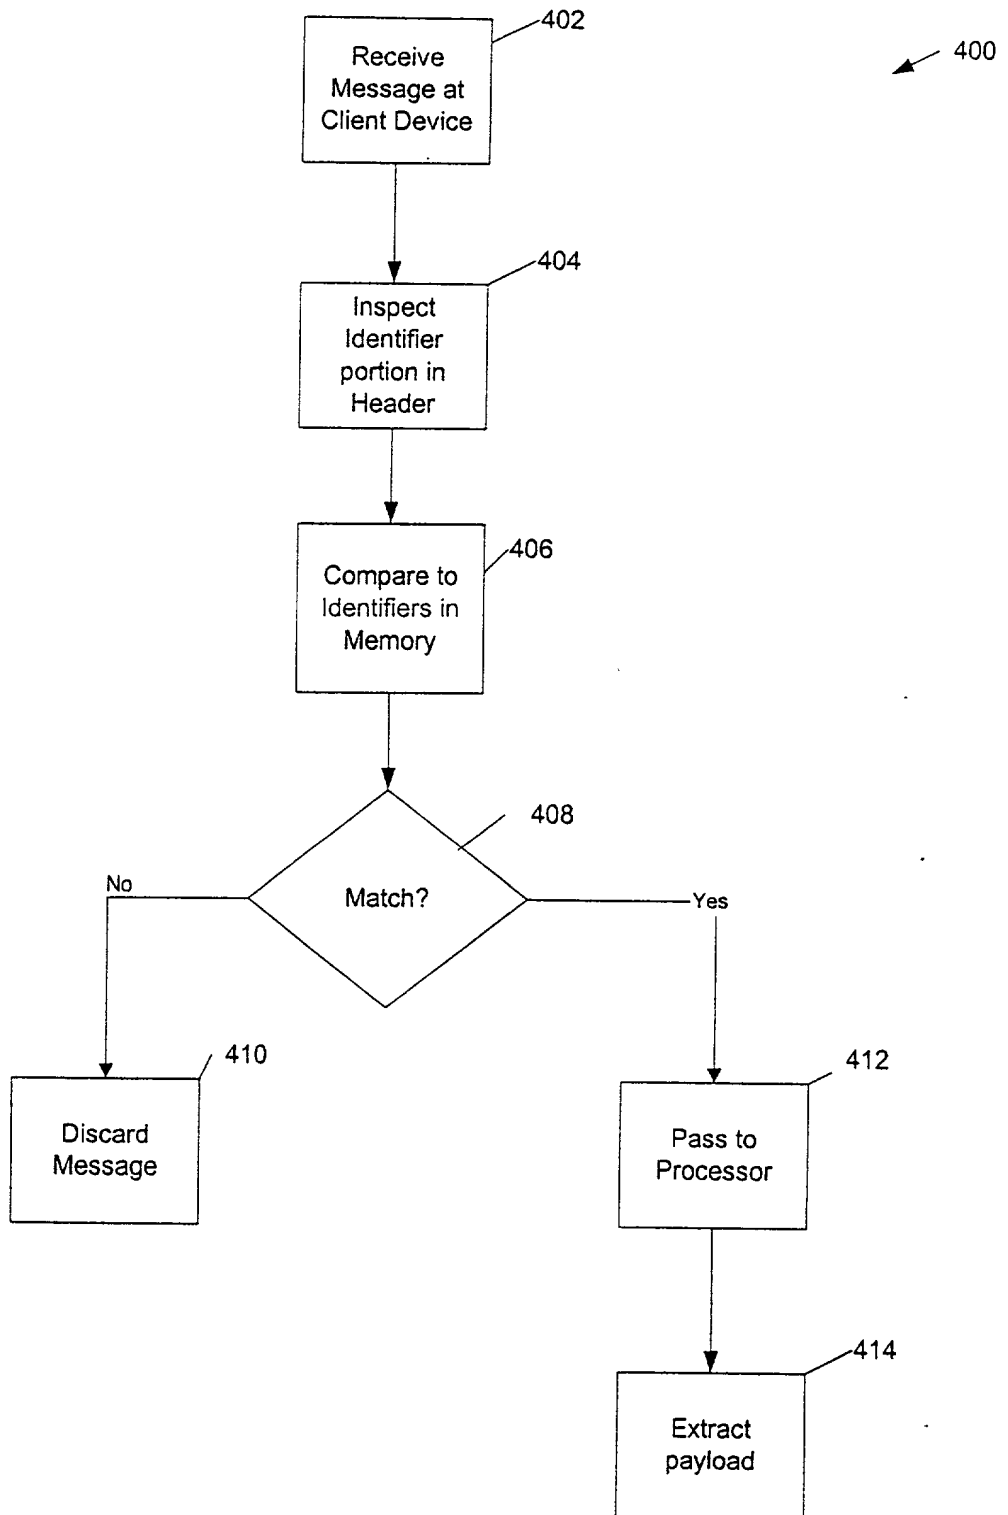 402
400
Receive
Message at
Client Device
404
Inspect
Identifier
portion in
Header
406
Compare to
Identifiers in
Memory
408
Match?
No
Yes
410
Discard
Message
412
Pass to
Processor
414
Extract
payload